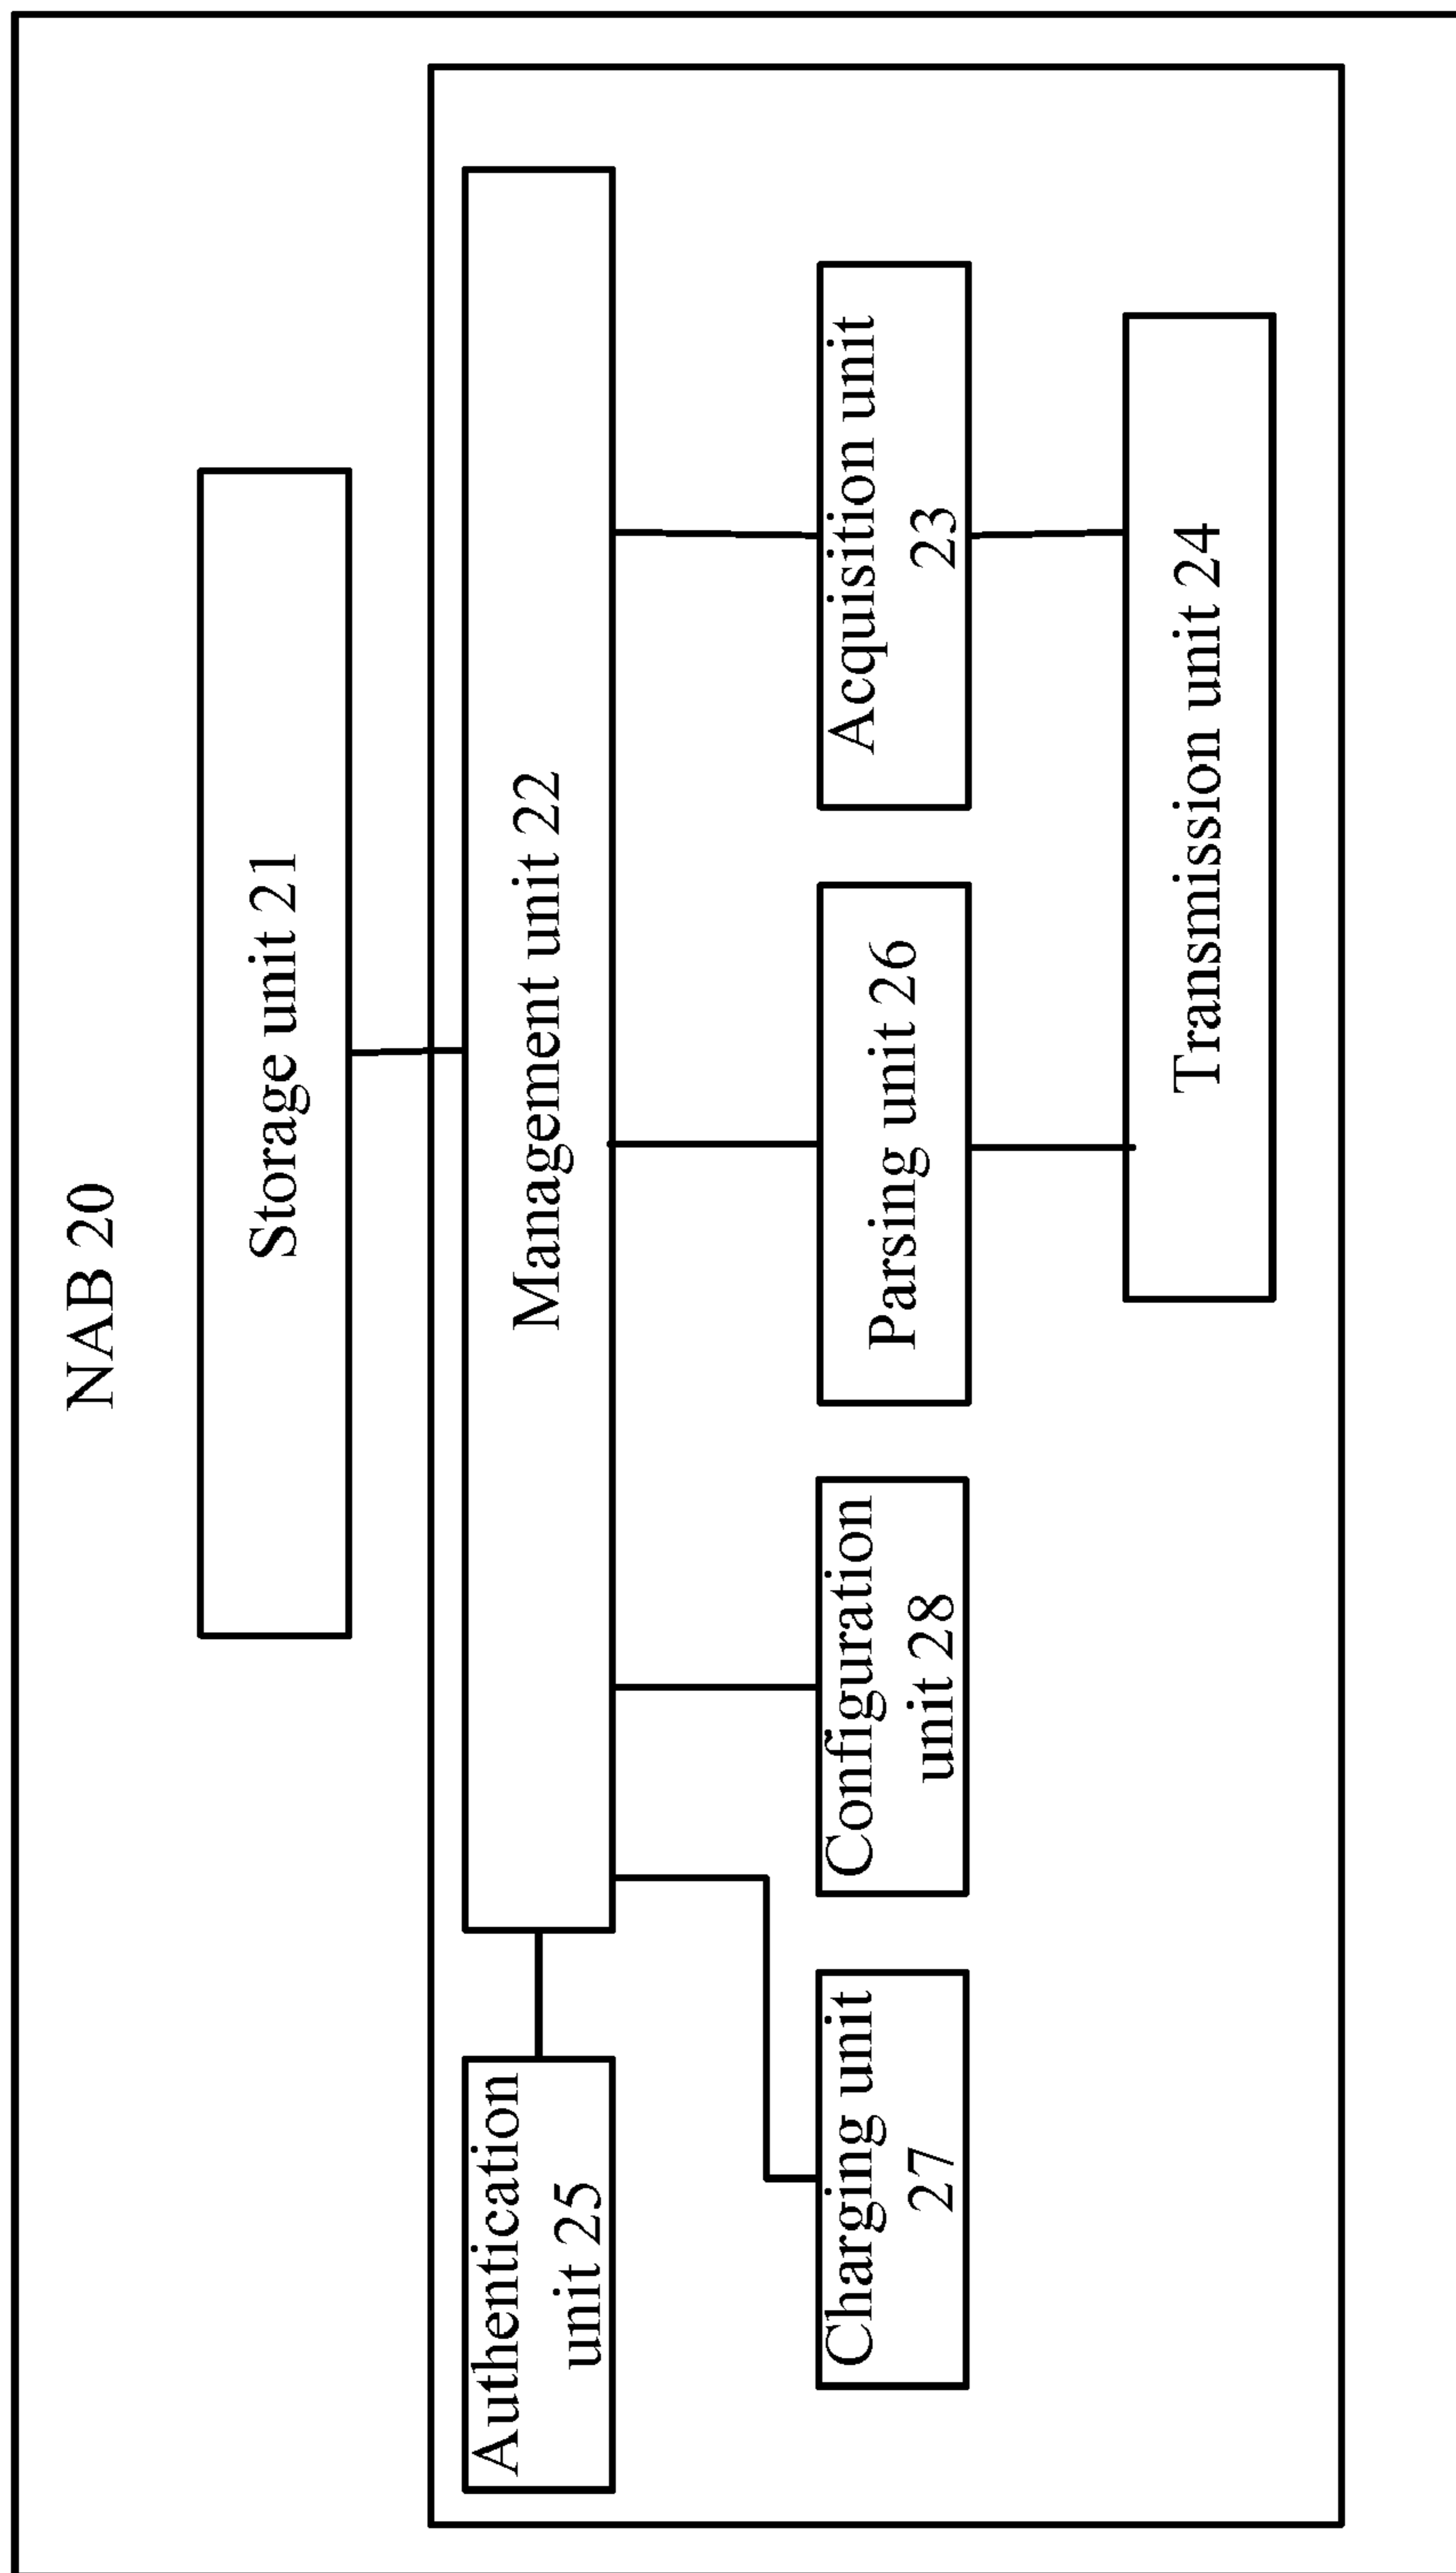 NAB 20
Storage unit 21
Authentication
unit 25
Management unit 22
Charging unit
27
Configuration
unit 28
Parsing unit 26
Acquisition unit
23
Transmission unit 24